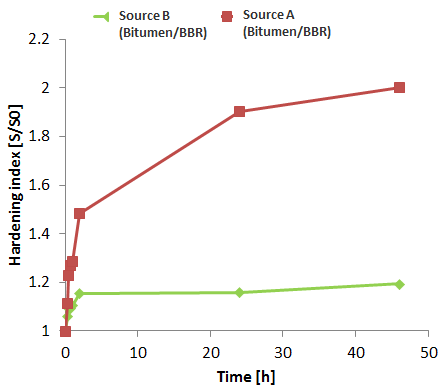 Source B
(Bitumen/BBR)
Source A
(Bitumen/BBR)
Hardening index [S/S0]
2.2
2
1.8
1.6
1.4
1.2
1
0
10
20
30
40
50
Time [h]